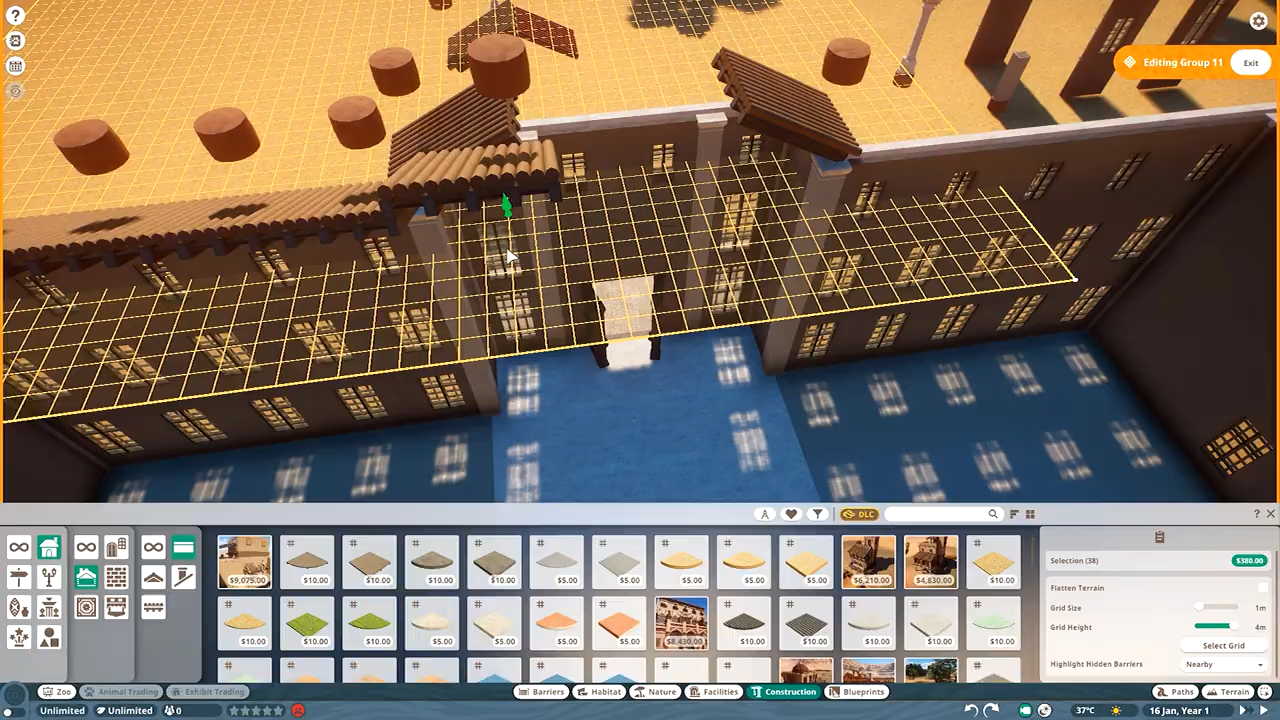 ?
Editing Group 11 Exit
DLC
? ×
$9,075.00 $10.00 $10.00 $10.00 $10.00 $5.00 $5.00 $5.00 $5.00 $5.00 $6,210.00 $4,830.00 $10.00
$10.00 $10.00 $10.00 $5.00 $5.00 $5.00 $5.00 $8,430.00 $10.00 $10.00 $10.00 $10.00 $10.00
Selection (38) $380.00
Flatten Terrain
Grid Size 1m
Grid Height 4m
Select Grid
Highlight Hidden Barriers Nearby
Zoo Animal Trading Exhibit Trading Barriers Habitat Nature Facilities Construction Blueprints Paths Terrain
Unlimited Unlimited 0 37°C 16 Jan, Year 1